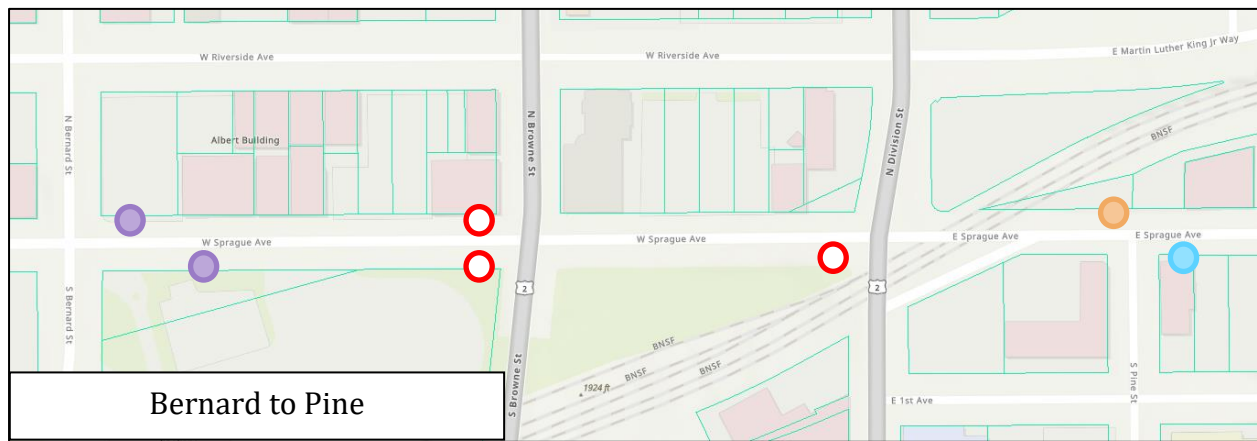 W Riverside Ave
W Riverside Ave
E Martin Luther King Jr Way
N Bernard St
Albert Building
N Browne St
N Division St
BNSF
W Sprague Ave
W Sprague Ave
E Sprague Ave
E Sprague Ave
2
2
S Bernard St
BNSF
BNSF
BNSF
1924 ft
S Browne St
S Pine St
E 1st Ave
Bernard to Pine